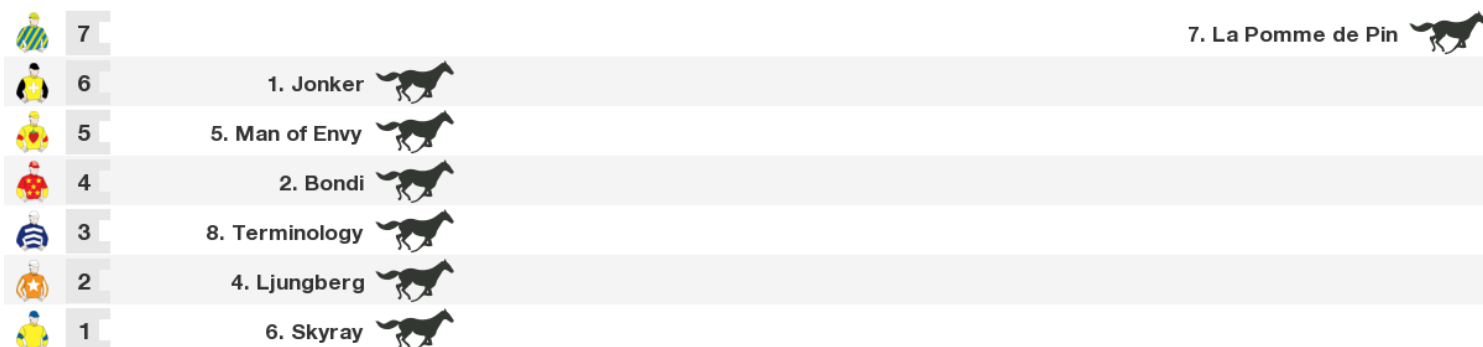 7 7. La Pomme de Pin
6 1. Jonker
5 5. Man of Envy
4 2. Bondi
3 8. Terminology
2 4. Ljungberg
1 6. Skyray